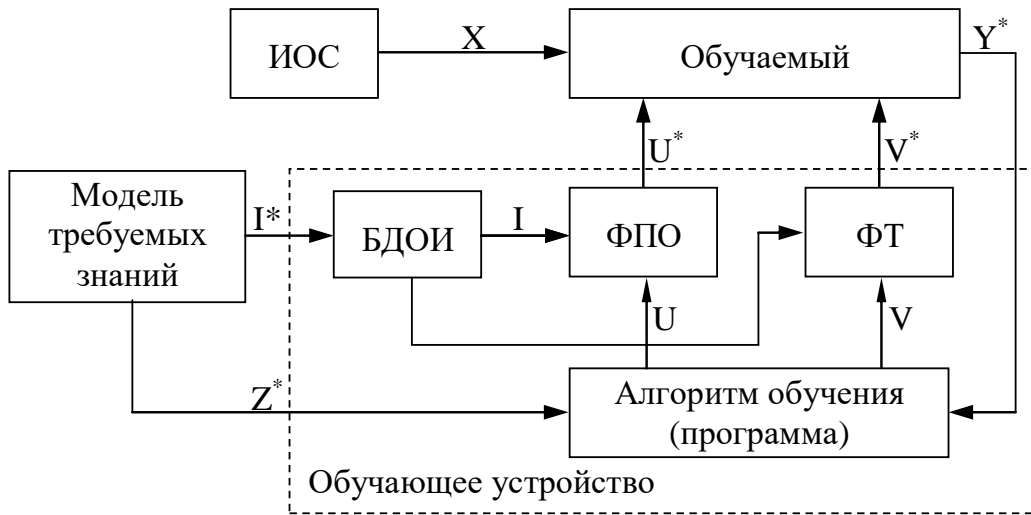 ИОС
X
Обучаемый
Y*
U*
V*
Модель
требуемых
знаний
I*
БДОИ
I
ФПО
ФТ
U
V
Z*
Алгоритм обучения
(программа)
Обучающее устройство